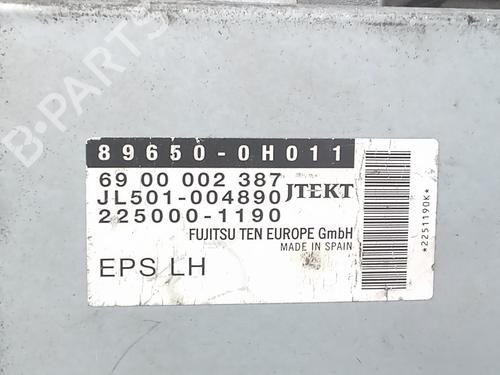 B-PARTS
89650-0H011
69 00 002 387
JTEKT
JL501-004890
225000-1190
FUJITSU TEN EUROPE GmbH
MADE IN SPAIN
EPS LH
*2251190K*